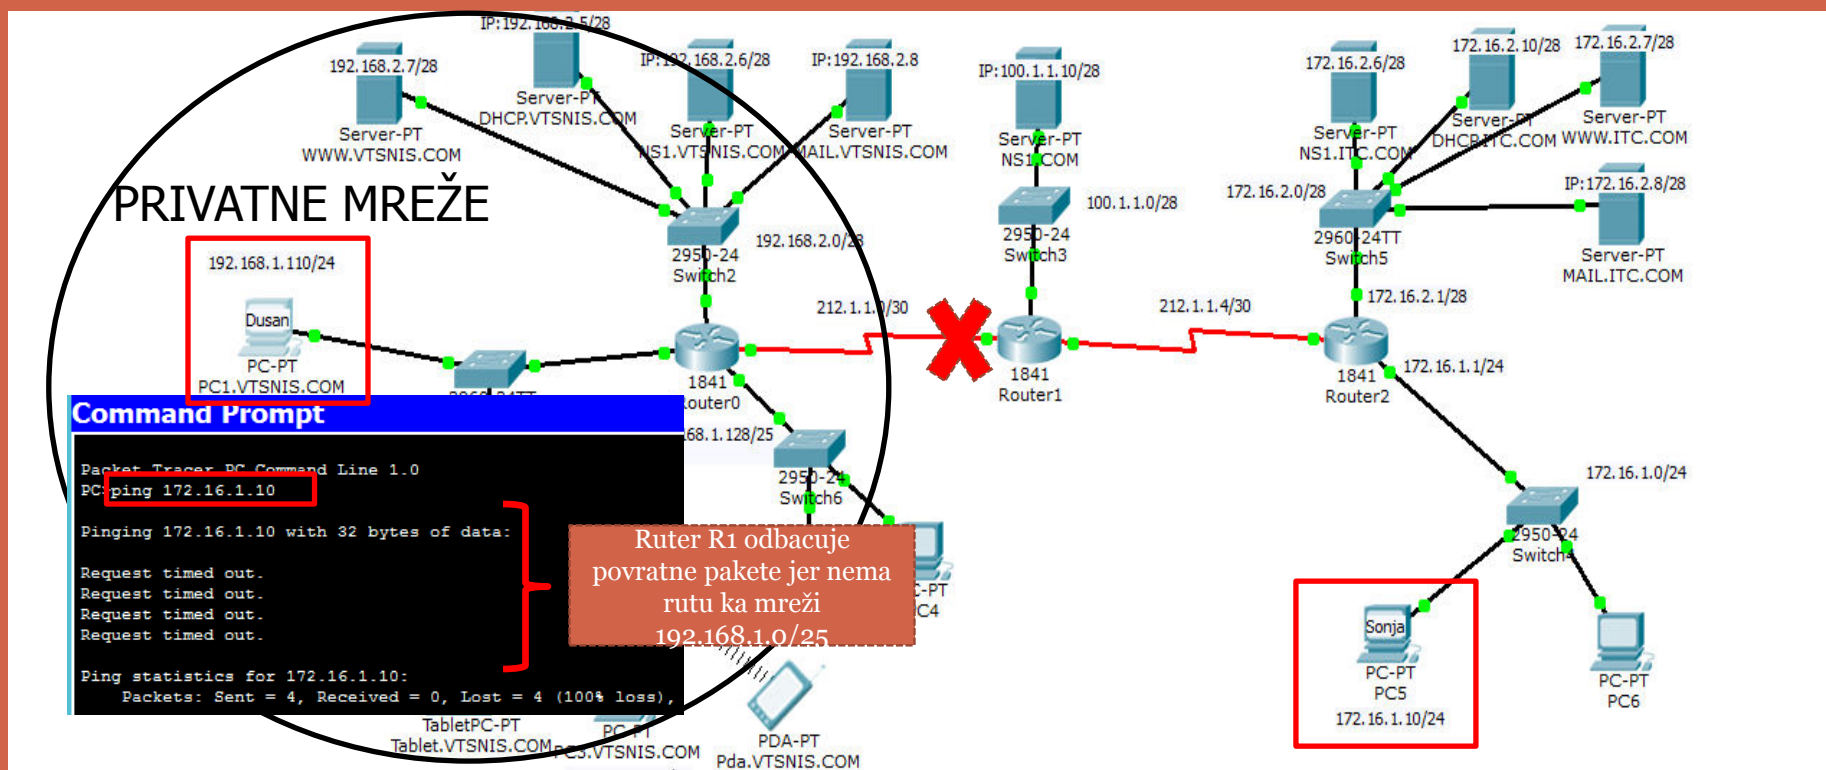 IP:192.168.2.5/28
192.168.2.7/28
IP:192.168.2.6/28
IP:192.168.2.8
IP:100.1.1.10/28
172.16.2.6/28
172.16.2.10/28
172.16.2.7/28
Server-PT
DHCP.VTSNIS.COM
Server-PT
WWW.VTSNIS.COM
Server-PT
NS1.VTSNIS.COM
Server-PT
MAIL.VTSNIS.COM
Server-PT
NS1.COM
Server-PT
NS1.ITC.COM
Server-PT
DHCP.ITC.COM
Server-PT
WWW.ITC.COM
PRIVATNE MREŽE
172.16.2.0/28
IP:172.16.2.8/28
100.1.1.0/28
192.168.1.110/24
192.168.2.0/28
2950-24
Switch2
2950-24
Switch3
2960-24TT
Switch5
Server-PT
MAIL.ITC.COM
Dusan
PC-PT
PC1.VTSNIS.COM
212.1.1.0/30
212.1.1.4/30
172.16.2.1/28
172.16.1.1/24
2960-24TT
1841
Router0
1841
Router1
1841
Router2
Command Prompt
Packet Tracer PC Command Line 1.0
PC>ping 172.16.1.10
Pinging 172.16.1.10 with 32 bytes of data:
Request timed out.
Request timed out.
Request timed out.
Request timed out.
Ping statistics for 172.16.1.10:
Packets: Sent = 4, Received = 0, Lost = 4 (100% loss),
68.1.128/25
2950-24
Switch6
172.16.1.0/24
2950-24
Switch4
Ruter R1 odbacuje
povratne pakete jer nema
rutu ka mreži
192.168.1.0/25
C-PT
C4
Sonja
PC-PT
PC5
172.16.1.10/24
PC-PT
PC6
TabletPC-PT
Tablet.VTSNIS.COM
PC-PT
PC3.VTSNIS.COM
PDA-PT
Pda.VTSNIS.COM